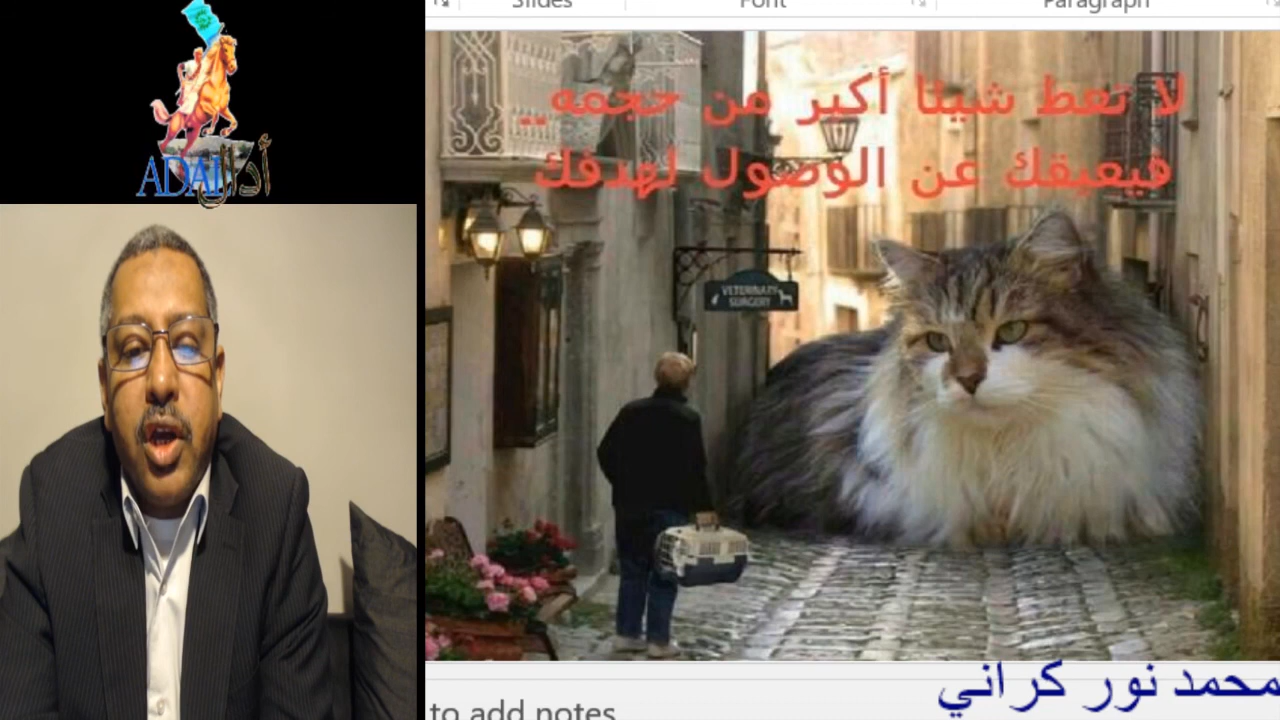 Slides
Font
Paragraph
ADAL
أدال
لا تعط شيئا أكبر من حجمه..
فيعيقك عن الوصول لهدفك
VETERINARY
SURGERY
محمد نور كراني
to add notes